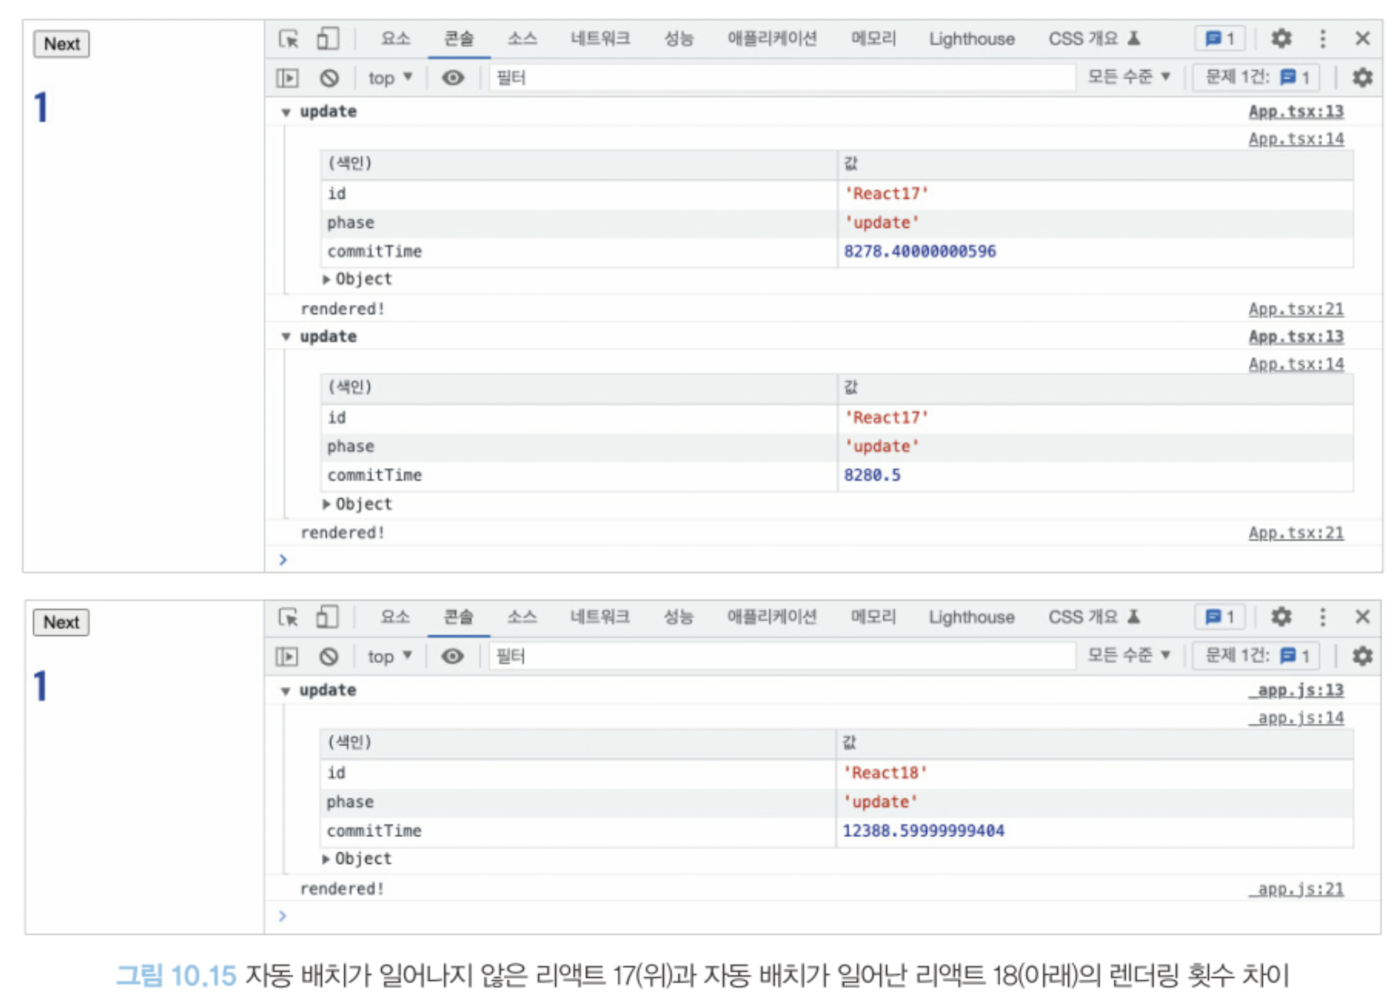 Next
1
요소 콘솔 소스 네트워크 성능 애플리케이션 메모리 Lighthouse CSS 개요 1
top ▼ 필터 모든 수준 ▼ 문제 1건: 1
▼ update App.tsx:13
App.tsx:14
(색인) 값
id 'React17'
phase 'update'
commitTime 8278.40000000596
▶ Object
rendered! App.tsx:21
▼ update App.tsx:13
App.tsx:14
(색인) 값
id 'React17'
phase 'update'
commitTime 8280.5
▶ Object
rendered! App.tsx:21
Next
1
요소 콘솔 소스 네트워크 성능 애플리케이션 메모리 Lighthouse CSS 개요 1
top ▼ 필터 모든 수준 ▼ 문제 1건: 1
▼ update _app.js:13
_app.js:14
(색인) 값
id 'React18'
phase 'update'
commitTime 12388.59999999404
▶ Object
rendered! _app.js:21
그림 10.15 자동 배치가 일어나지 않은 리액트 17(위)과 자동 배치가 일어난 리액트 18(아래)의 렌더링 횟수 차이